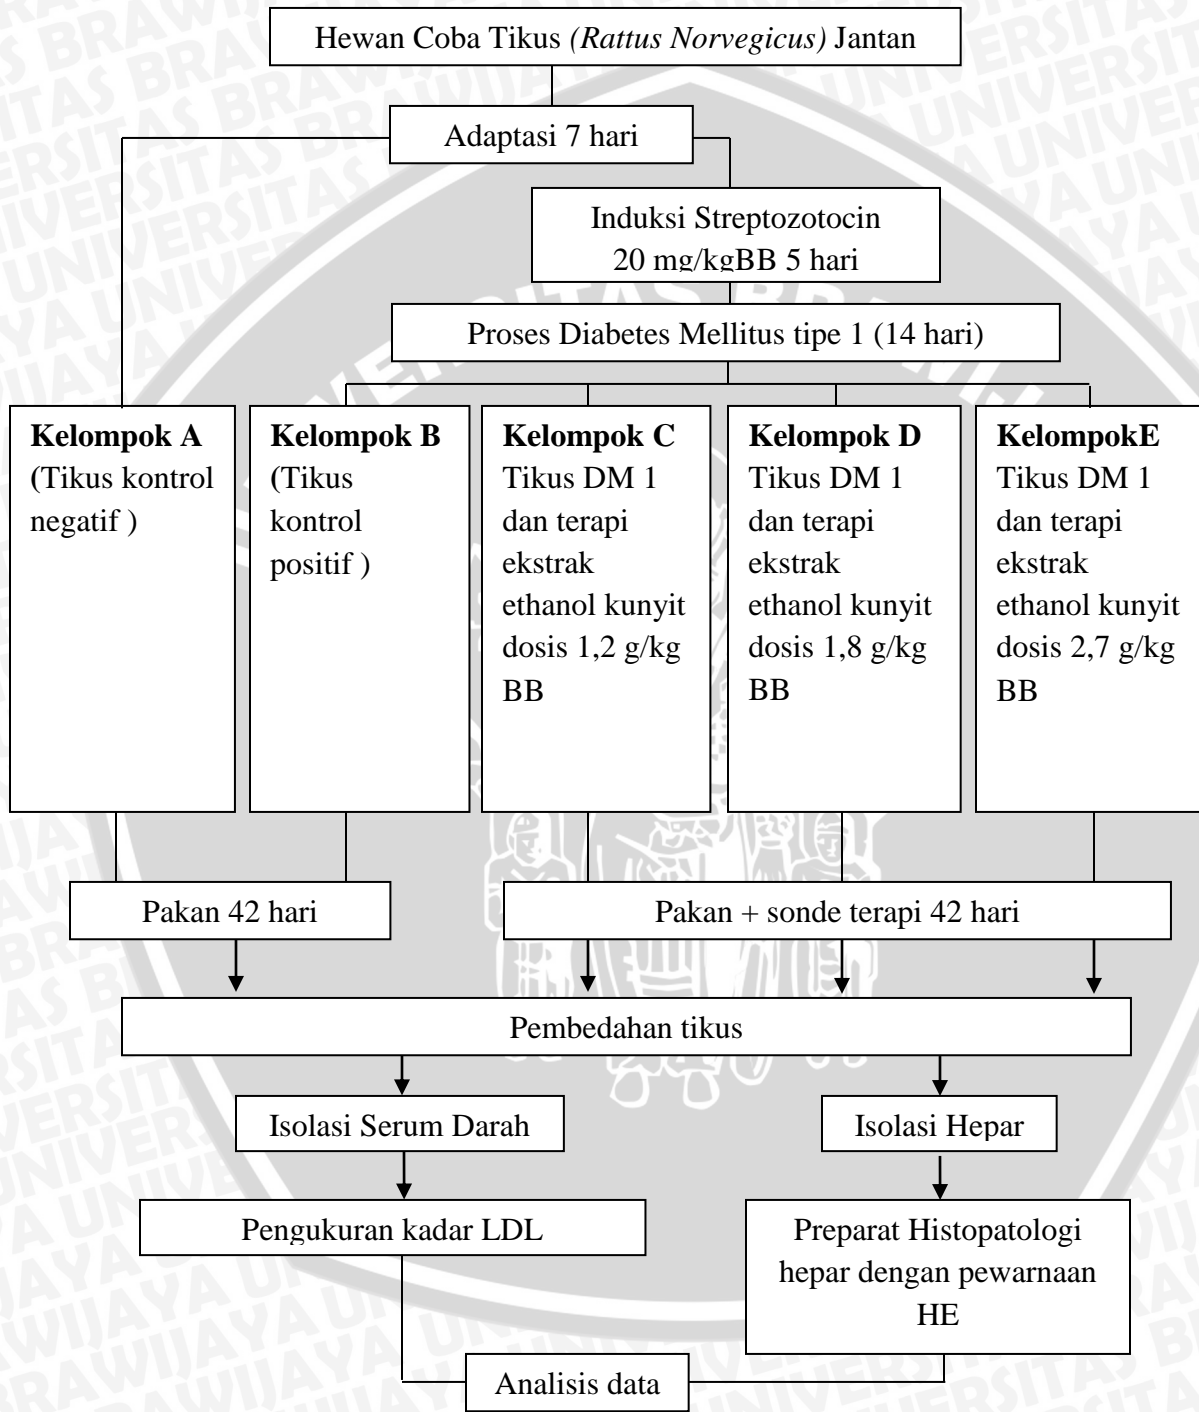 Hewan Coba Tikus (Rattus Norvegicus) Jantan
Adaptasi 7 hari
Induksi Streptozotocin
20 mg/kgBB 5 hari
Proses Diabetes Mellitus tipe 1 (14 hari)
Kelompok A
(Tikus kontrol
negatif )
Kelompok B
(Tikus
kontrol
positif )
Kelompok C
Tikus DM 1
dan terapi
ekstrak
ethanol kunyit
dosis 1,2 g/kg
BB
Kelompok D
Tikus DM 1
dan terapi
ekstrak
ethanol kunyit
dosis 1,8 g/kg
BB
KelompokE
Tikus DM 1
dan terapi
ekstrak
ethanol kunyit
dosis 2,7 g/kg
BB
Pakan 42 hari
Pakan + sonde terapi 42 hari
Pembedahan tikus
Isolasi Serum Darah
Isolasi Hepar
Pengukuran kadar LDL
Preparat Histopatologi
hepar dengan pewarnaan
HE
Analisis data